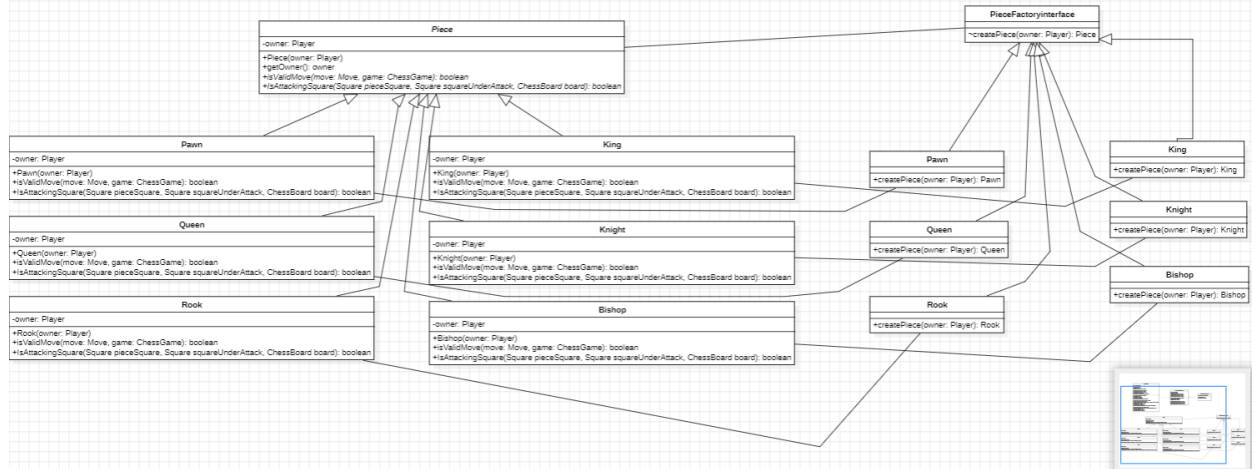 Piece
-owner: Player
+Piece(owner: Player)
+getOwner(): owner
+isValidMove(move: Move, game: ChessGame): boolean
+IsAttackingSquare(Square pieceSquare, Square squareUnderAttack, ChessBoard board): boolean
PieceFactoryinterface
~createPiece(owner: Player): Piece
Pawn
-owner: Player
+Pawn(owner: Player)
+isValidMove(move: Move, game: ChessGame): boolean
+IsAttackingSquare(Square pieceSquare, Square squareUnderAttack, ChessBoard board): boolean
King
-owner: Player
+King(owner: Player)
+isValidMove(move: Move, game: ChessGame): boolean
+IsAttackingSquare(Square pieceSquare, Square squareUnderAttack, ChessBoard board): boolean
Pawn
+createPiece(owner: Player): Pawn
King
+createPiece(owner: Player): King
Queen
-owner: Player
+Queen(owner: Player)
+isValidMove(move: Move, game: ChessGame): boolean
+IsAttackingSquare(Square pieceSquare, Square squareUnderAttack, ChessBoard board): boolean
Knight
-owner: Player
+Knight(owner: Player)
+isValidMove(move: Move, game: ChessGame): boolean
+IsAttackingSquare(Square pieceSquare, Square squareUnderAttack, ChessBoard board): boolean
Queen
+createPiece(owner: Player): Queen
Knight
+createPiece(owner: Player): Knight
Rook
-owner: Player
+Rook(owner: Player)
+isValidMove(move: Move, game: ChessGame): boolean
+IsAttackingSquare(Square pieceSquare, Square squareUnderAttack, ChessBoard board): boolean
Bishop
-owner: Player
+Bishop(owner: Player)
+isValidMove(move: Move, game: ChessGame): boolean
+IsAttackingSquare(Square pieceSquare, Square squareUnderAttack, ChessBoard board): boolean
Rook
+createPiece(owner: Player): Rook
Bishop
+createPiece(owner: Player): Bishop